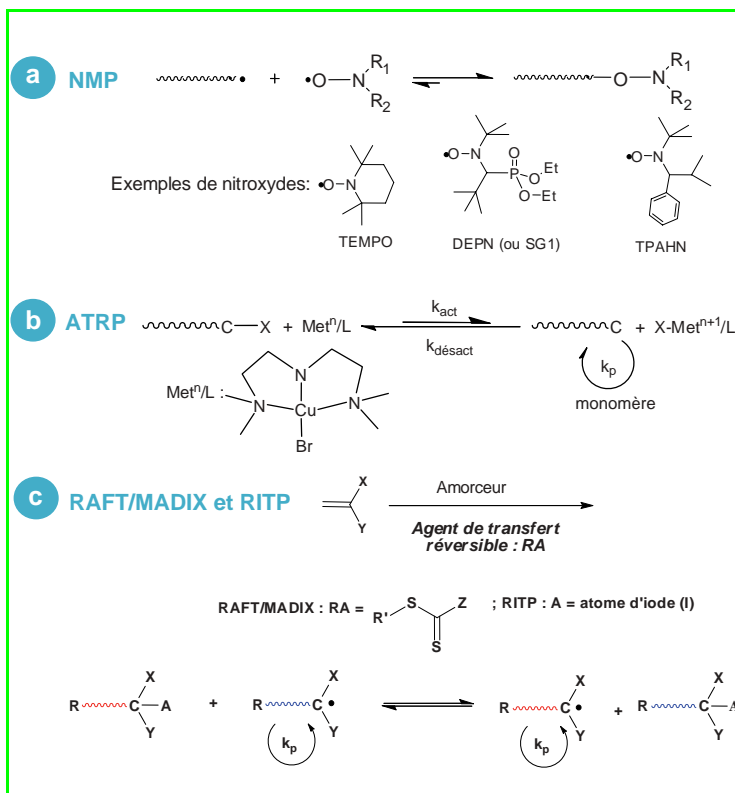 a NMP
• + •O N R1 R2 O N R1 R2
Exemples de nitroxydes: •O-N •O N P O O Et O Et •O N
TEMPO DEPN (ou SG1) TPAHN
b ATRP
C-X + Metⁿ/L kact kdésact C + X-Metⁿ⁺¹/L
kp
monomère
Metⁿ/L : N N Cu N Br
c RAFT/MADIX et RITP
X Y
Amorceur
Agent de transfert
réversible : RA
RAFT/MADIX : RA = R' S Z S ; RITP : A = atome d'iode (I)
R C X A Y + R C• X Y kp R C• X Y kp + R C X A Y